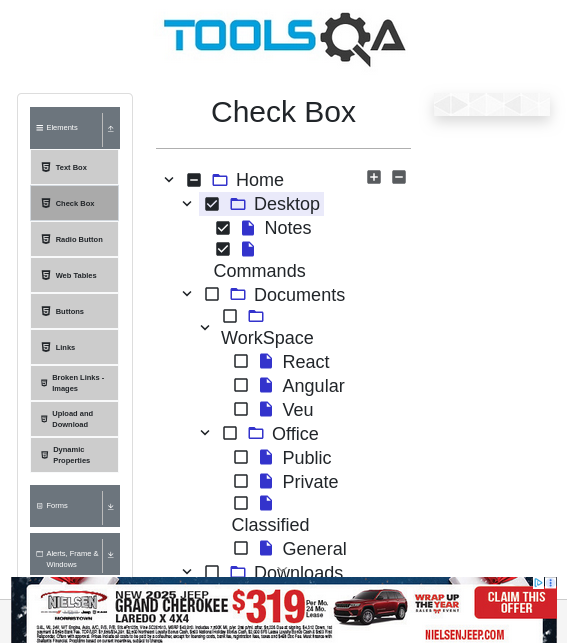 TOOLSQA
Check Box
Elements
Text Box
Check Box
Radio Button
Web Tables
Buttons
Links
Broken Links -
Images
Upload and
Download
Dynamic
Properties
Forms
Alerts, Frame &
Windows
Home
Desktop
Notes
Commands
Documents
WorkSpace
React
Angular
Veu
Office
Public
Private
Classified
General
Downloads
NIELSEN
MORRISTOWN
NEW 2025 JEEP
GRAND CHEROKEE
LAREDO X 4X4
$319
Per Mo.
24 Mo.
Lease
WRAP UP
THE YEAR
SALES EVENT
CLAIM THIS
OFFER
NIELSENJEEP.COM